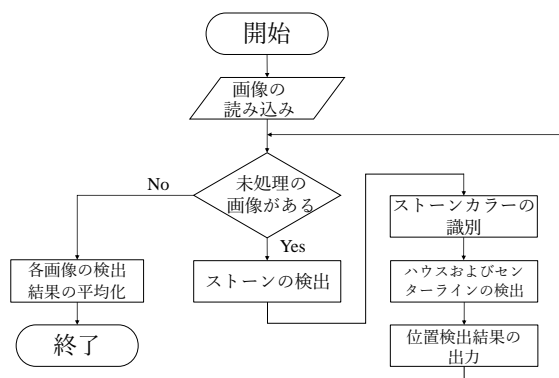 開始
画像の
読み込み
未処理の
画像がある
No
Yes
各画像の検出
結果の平均化
終了
ストーンの検出
ストーンカラーの
識別
ハウスおよびセン
ターラインの検出
位置検出結果の
出力